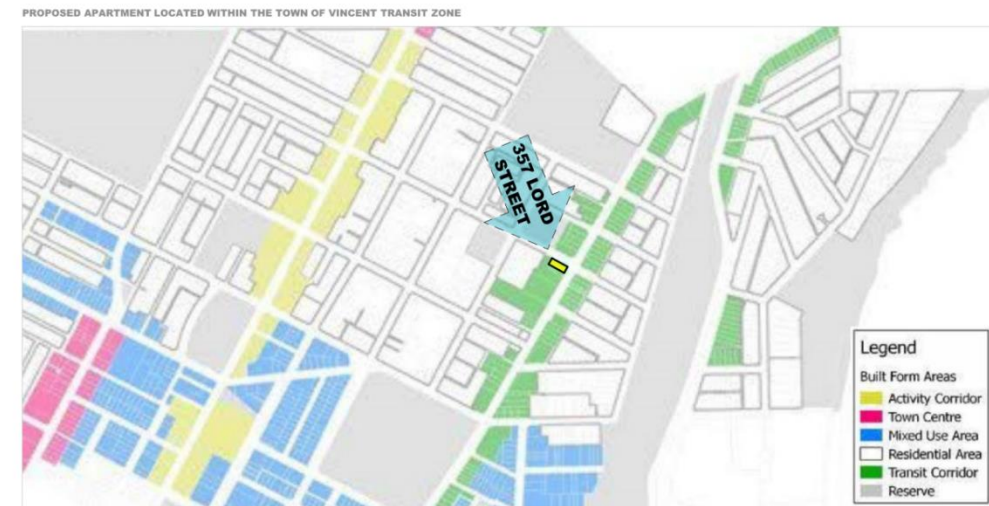 PROPOSED APARTMENT LOCATED WITHIN THE TOWN OF VINCENT TRANSIT ZONE
357 LORD
STREET
Legend
Built Form Areas
Activity Corridor
Town Centre
Mixed Use Area
Residential Area
Transit Corridor
Reserve